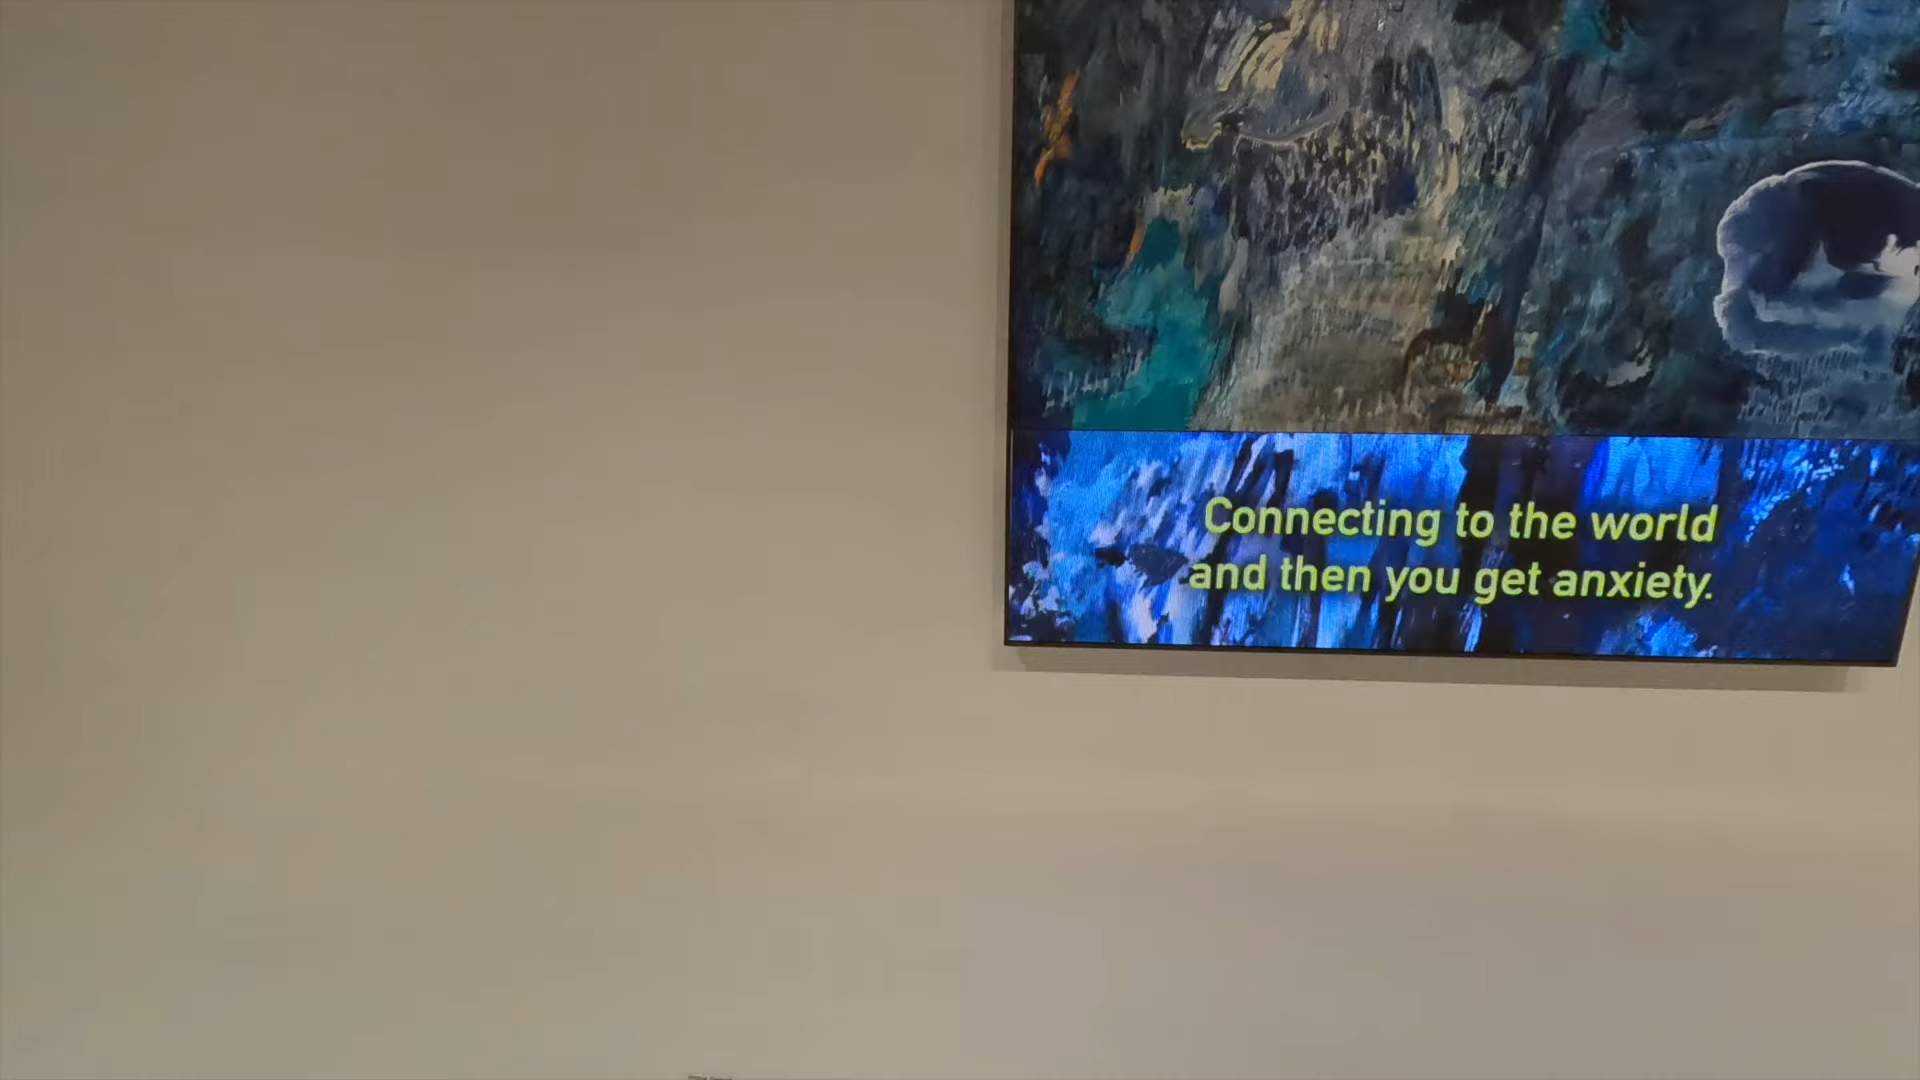 Connecting to the world
and then you get anxiety.